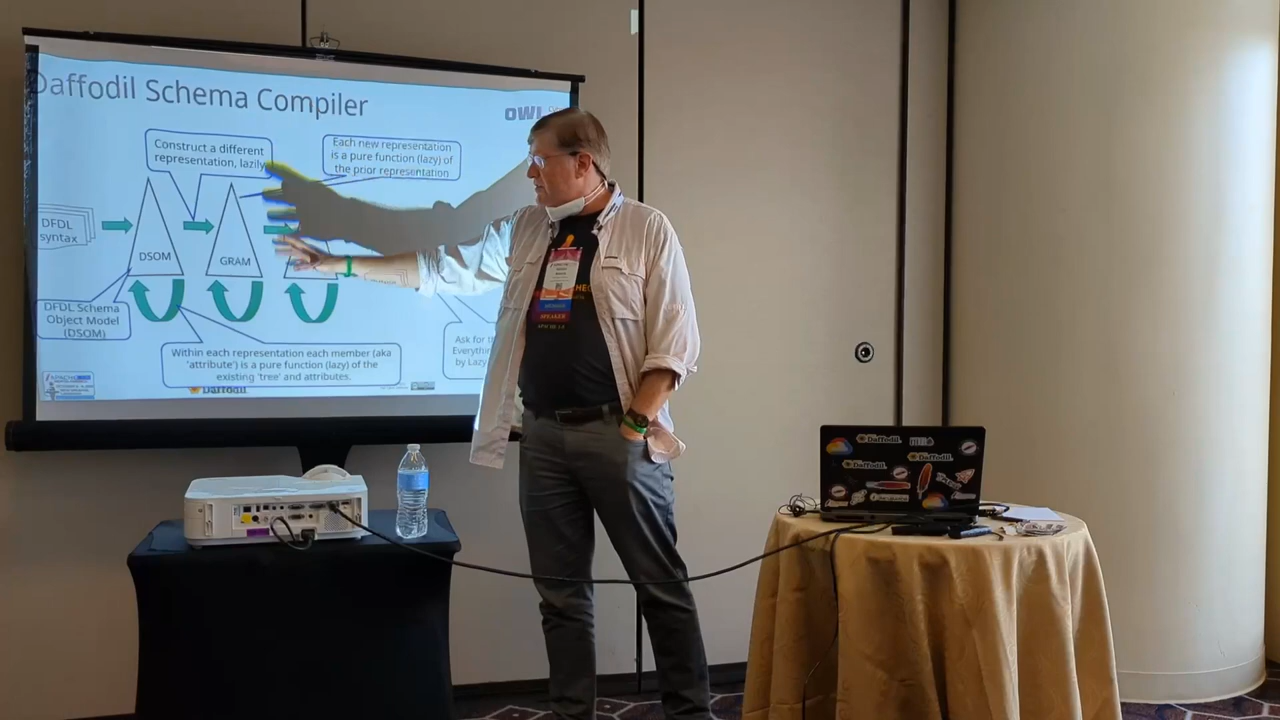 Daffodil Schema Compiler
OWL
Construct a different
representation, lazily
Each new representation
is a pure function (lazy) of
the prior representation
DFDL
syntax
DSOM
GRAM
DFDL Schema
Object Model
(DSOM)
Within each representation each member (aka
'attribute') is a pure function (lazy) of the
existing 'tree' and attributes.
Ask for
Everything
by Lazy
Daffodil
SPEAKER
Daffodil
Daffodil
Daffodil